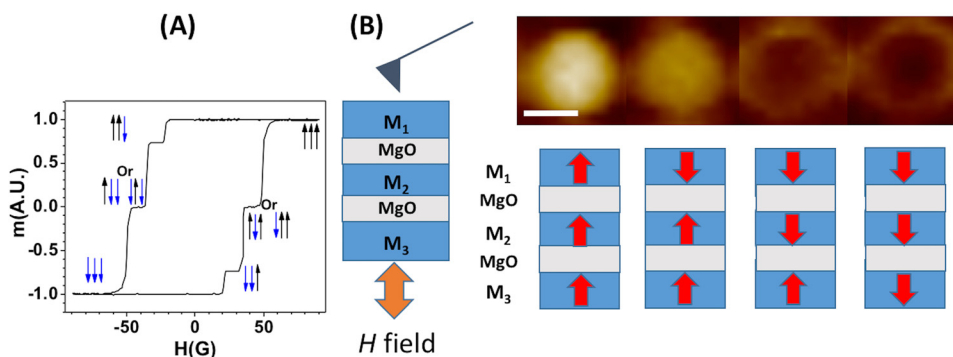 (A)
m(A.U.)
1.0
0.5
0.0
-0.5
-1.0
Or
Or
-50
0
50
H(G)
(B)
M1
MgO
M2
MgO
M3
H field
M1
MgO
M2
MgO
M3